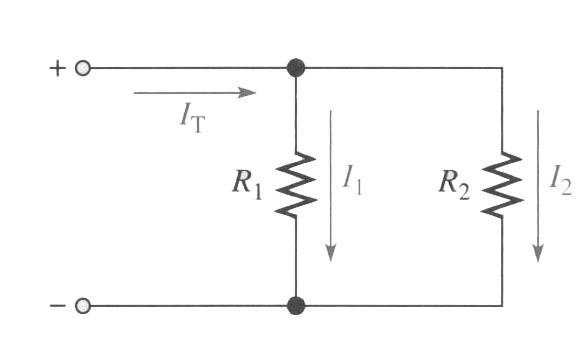 +
I_T
R_1 I_1 R_2 I_2
−